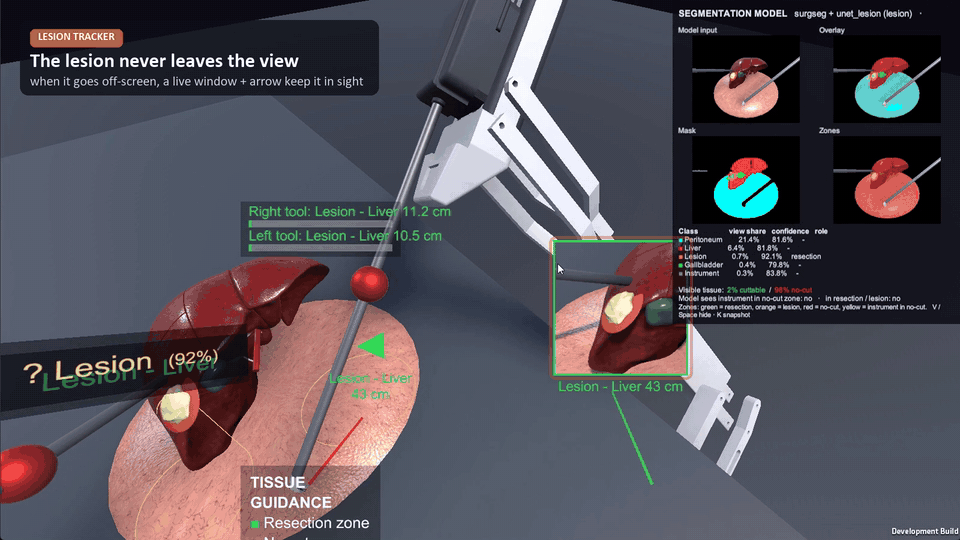 LESION TRACKER
The lesion never leaves the view
when it goes off-screen, a live window + arrow keep it in sight
SEGMENTATION MODEL surgseg + unet_lesion (lesion) ·
Model input Overlay
Mask Zones
Class view share confidence role
Peritoneum 21.4% 81.6% -
Liver 6.4% 81.8% -
Lesion 0.7% 92.1% resection
Gallbladder 0.4% 79.8% -
Instrument 0.3% 83.8% -
Visible tissue: 2% cuttable / 98% no-cut
Model sees instrument in no-cut zone: no · in resection / lesion: no
Zones: green = resection, orange = lesion, red = no-cut, yellow = instrument in no-cut. V /
Space hide · K snapshot
Right tool: Lesion - Liver 11.2 cm
Left tool: Lesion - Liver 10.5 cm
? Lesion (92%)
Lesion - Liver
Lesion - Liver
43 cm
Lesion - Liver 43 cm
TISSUE
GUIDANCE
Resection zone
Development Build